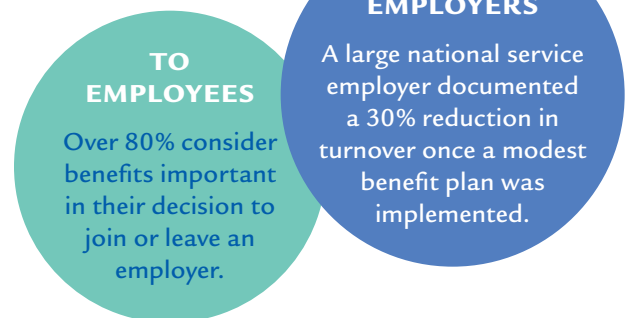 TO
EMPLOYEES
Over 80% consider
benefits important
in their decision to
join or leave an
employer.
EMPLOYERS
A large national service
employer documented
a 30% reduction in
turnover once a modest
benefit plan was
implemented.